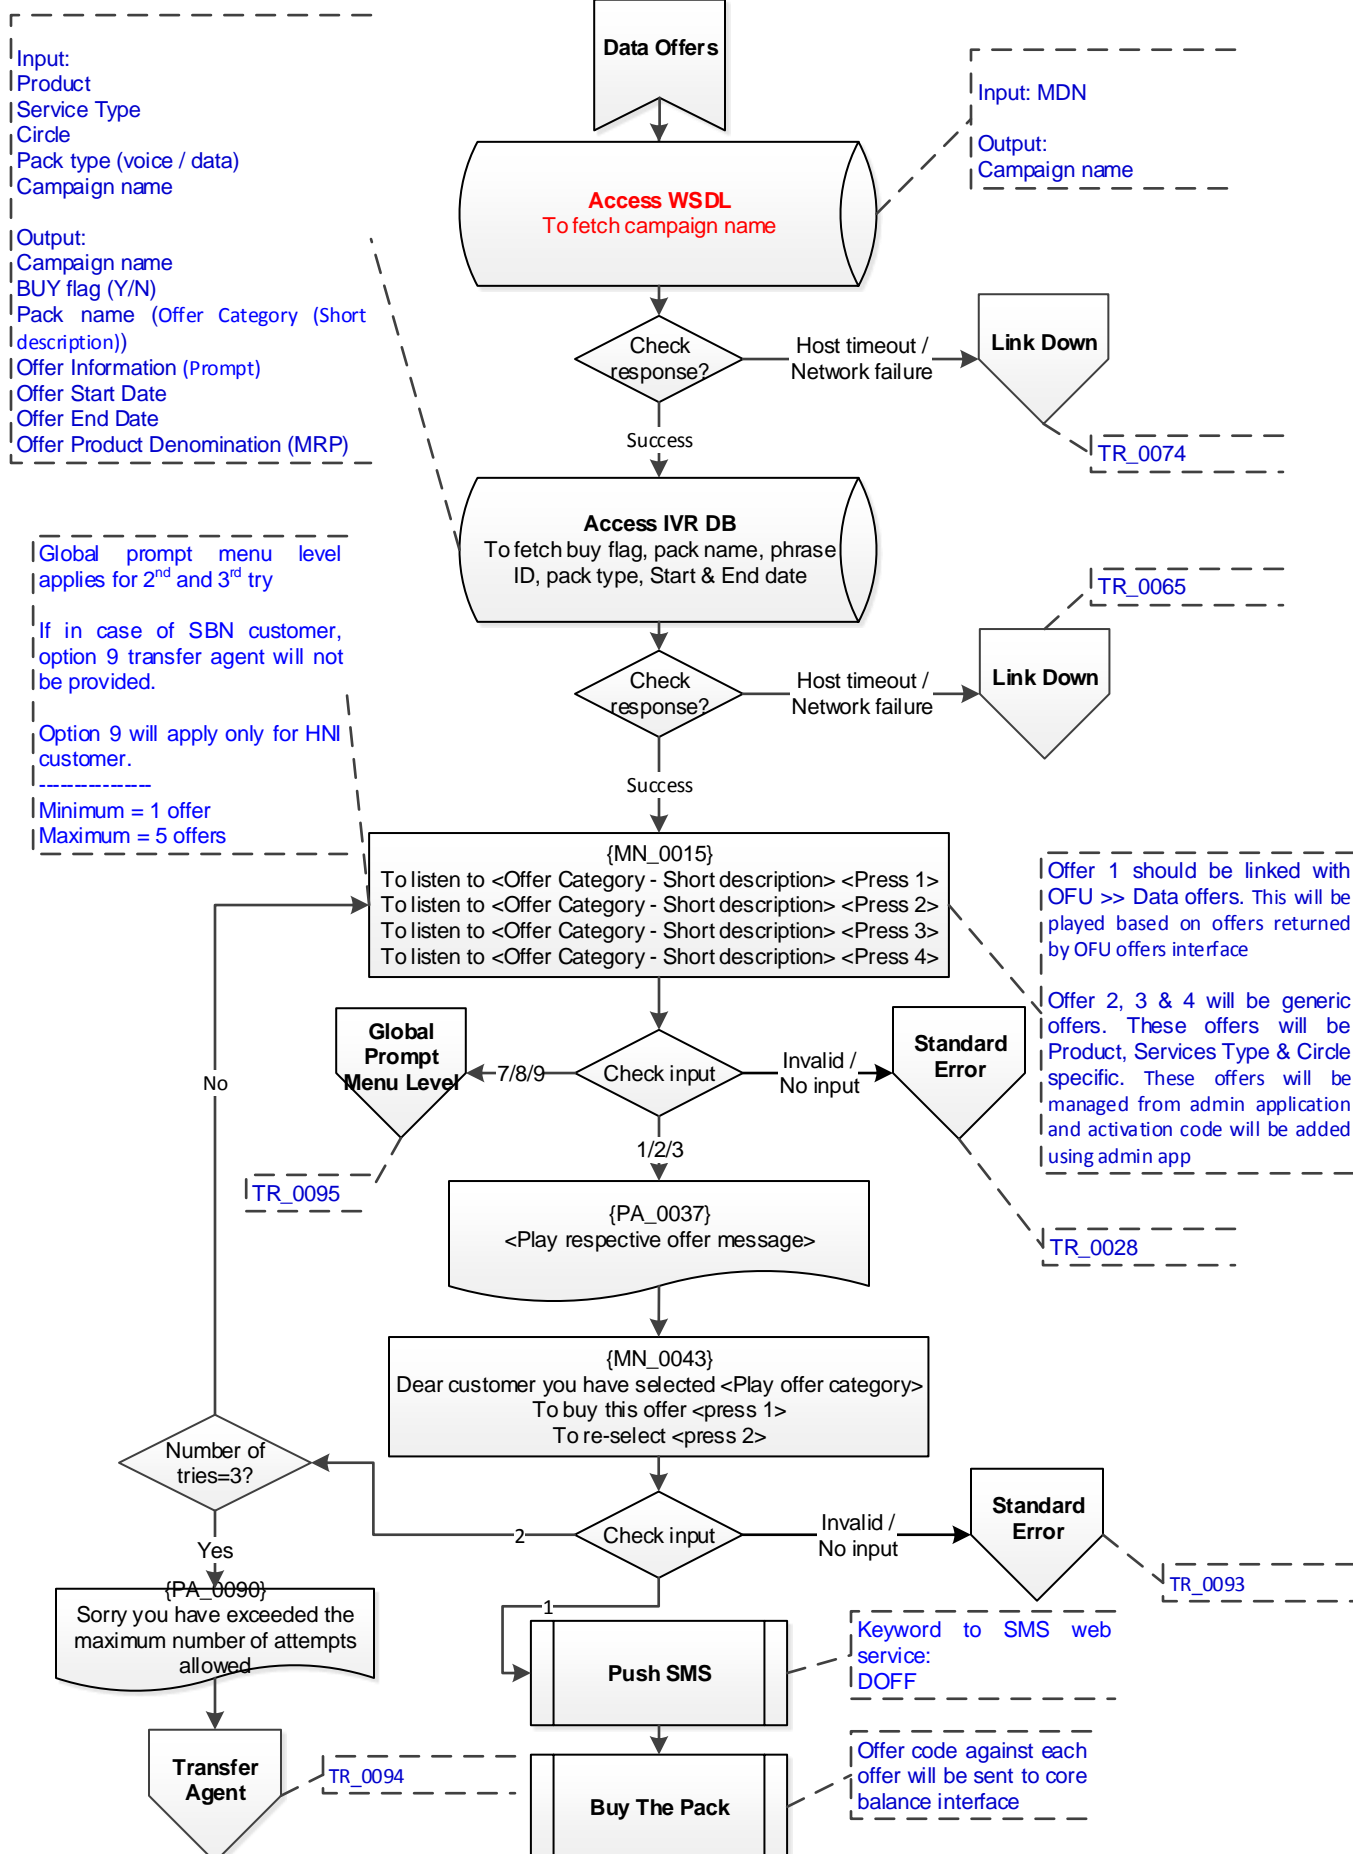 Data Offers
Input:
Product
Service Type
Circle
Pack type (voice / data)
Campaign name
Output:
Campaign name
BUY flag (Y/N)
Pack name (Offer Category (Short
description))
Offer Information (Prompt)
Offer Start Date
Offer End Date
Offer Product Denomination (MRP)
Input: MDN
Output:
Campaign name
Access WSDL
To fetch campaign name
Check
response?
Host timeout /
Network failure
Link Down
TR_0074
Success
Access IVR DB
To fetch buy flag, pack name, phrase
ID, pack type, Start & End date
TR_0065
Check
response?
Host timeout /
Network failure
Link Down
Success
Global prompt menu level
applies for 2nd and 3rd try
If in case of SBN customer,
option 9 transfer agent will not
be provided.
Option 9 will apply only for HNI
customer.
----------------
Minimum = 1 offer
Maximum = 5 offers
{MN_0015}
To listen to <Offer Category - Short description> <Press 1>
To listen to <Offer Category - Short description> <Press 2>
To listen to <Offer Category - Short description> <Press 3>
To listen to <Offer Category - Short description> <Press 4>
Offer 1 should be linked with
OFU >> Data offers. This will be
played based on offers returned
by OFU offers interface
Offer 2, 3 & 4 will be generic
offers. These offers will be
Product, Services Type & Circle
specific. These offers will be
managed from admin application
and activation code will be added
using admin app
Global
Prompt
Menu Level
7/8/9
Check input
Invalid /
No input
Standard
Error
No
TR_0095
1/2/3
TR_0028
{PA_0037}
<Play respective offer message>
{MN_0043}
Dear customer you have selected <Play offer category>
To buy this offer <press 1>
To re-select <press 2>
Number of
tries=3?
2
Check input
Invalid /
No input
Standard
Error
TR_0093
Yes
1
{PA_0090}
Sorry you have exceeded the
maximum number of attempts
allowed
Push SMS
Keyword to SMS web
service:
DOFF
Transfer
Agent
TR_0094
Buy The Pack
Offer code against each
offer will be sent to core
balance interface